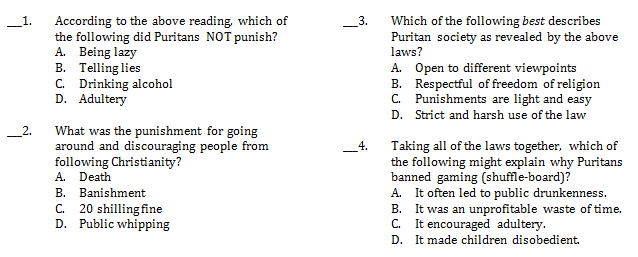 __1. According to the above reading, which of
the following did Puritans NOT punish?
A. Being lazy
B. Telling lies
C. Drinking alcohol
D. Adultery
__2. What was the punishment for going
around and discouraging people from
following Christianity?
A. Death
B. Banishment
C. 20 shilling fine
D. Public whipping
__3. Which of the following best describes
Puritan society as revealed by the above
laws?
A. Open to different viewpoints
B. Respectful of freedom of religion
C. Punishments are light and easy
D. Strict and harsh use of the law
__4. Taking all of the laws together, which of
the following might explain why Puritans
banned gaming (shuffle-board)?
A. It often led to public drunkenness.
B. It was an unprofitable waste of time.
C. It encouraged adultery.
D. It made children disobedient.